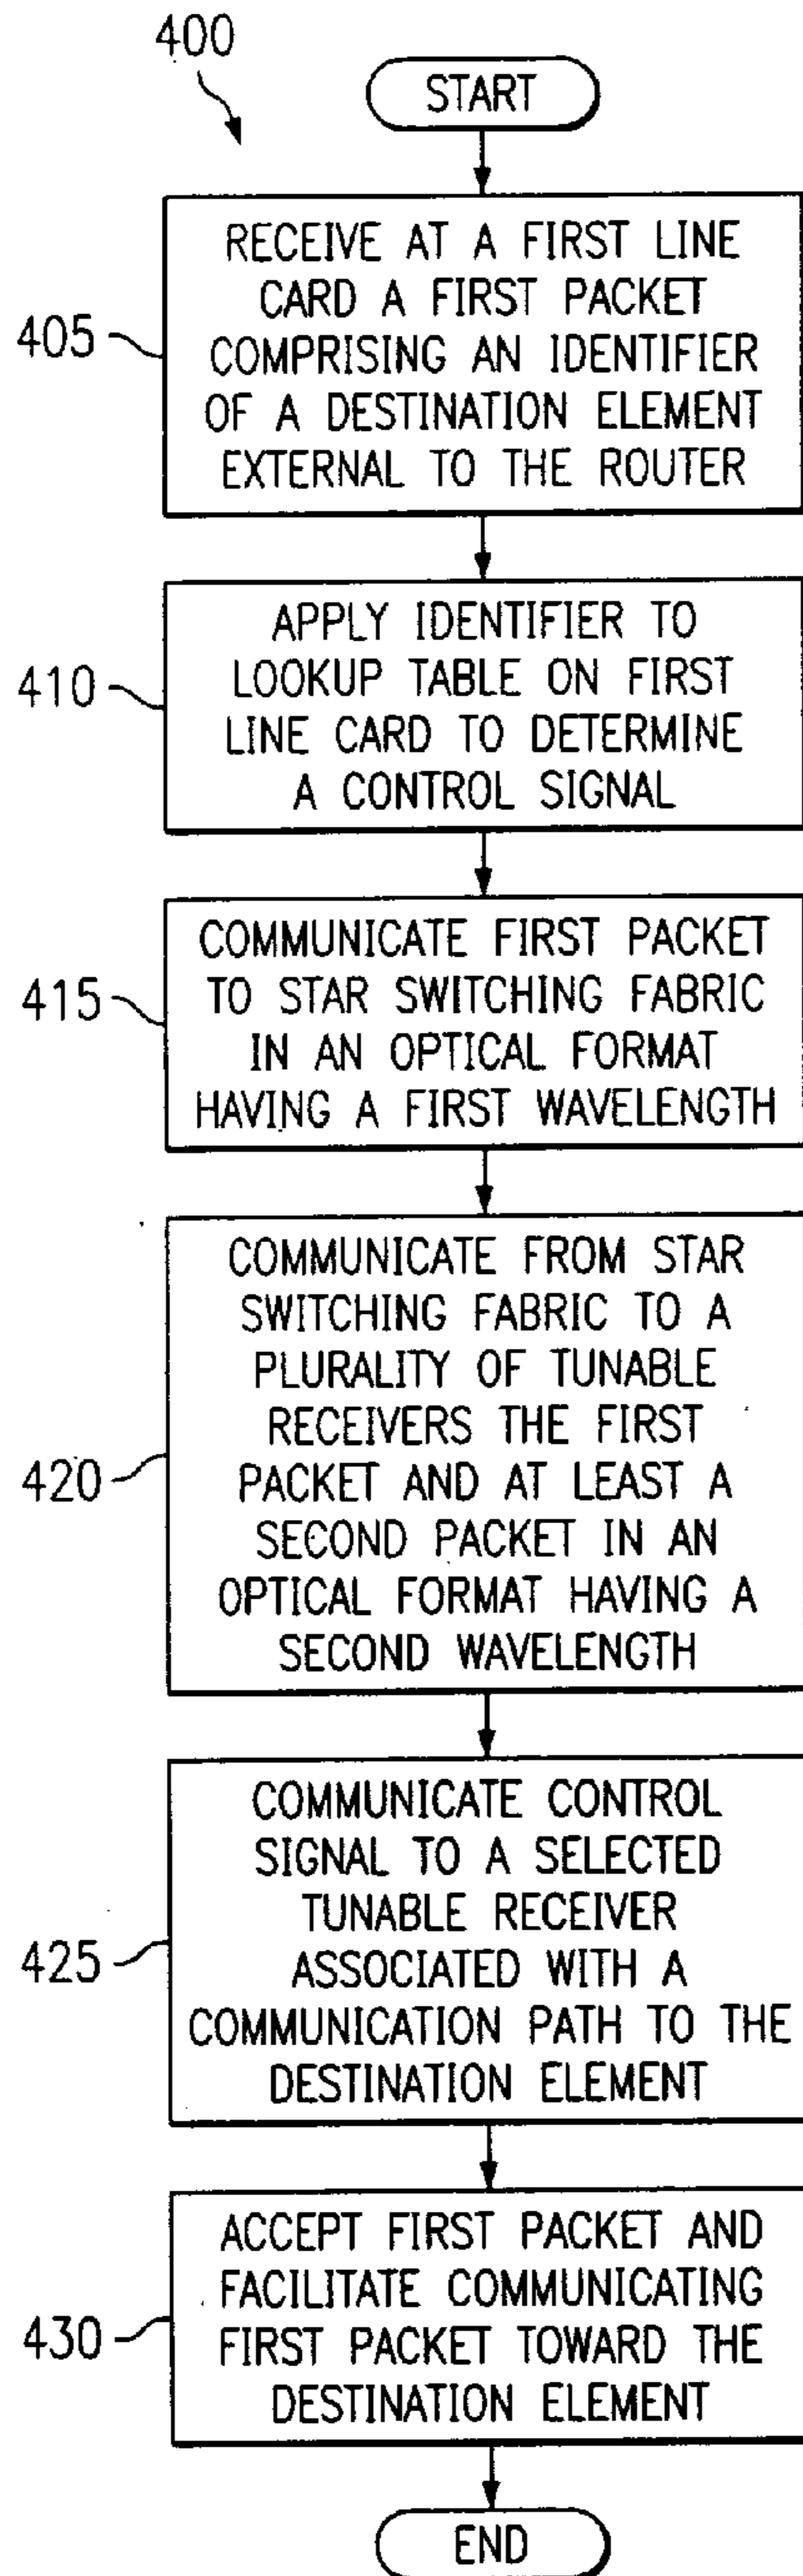 400
START
405
RECEIVE AT A FIRST LINE
CARD A FIRST PACKET
COMPRISING AN IDENTIFIER
OF A DESTINATION ELEMENT
EXTERNAL TO THE ROUTER
410
APPLY IDENTIFIER TO
LOOKUP TABLE ON FIRST
LINE CARD TO DETERMINE
A CONTROL SIGNAL
415
COMMUNICATE FIRST PACKET
TO STAR SWITCHING FABRIC
IN AN OPTICAL FORMAT
HAVING A FIRST WAVELENGTH
420
COMMUNICATE FROM STAR
SWITCHING FABRIC TO A
PLURALITY OF TUNABLE
RECEIVERS THE FIRST
PACKET AND AT LEAST A
SECOND PACKET IN AN
OPTICAL FORMAT HAVING A
SECOND WAVELENGTH
425
COMMUNICATE CONTROL
SIGNAL TO A SELECTED
TUNABLE RECEIVER
ASSOCIATED WITH A
COMMUNICATION PATH TO THE
DESTINATION ELEMENT
430
ACCEPT FIRST PACKET AND
FACILITATE COMMUNICATING
FIRST PACKET TOWARD THE
DESTINATION ELEMENT
END